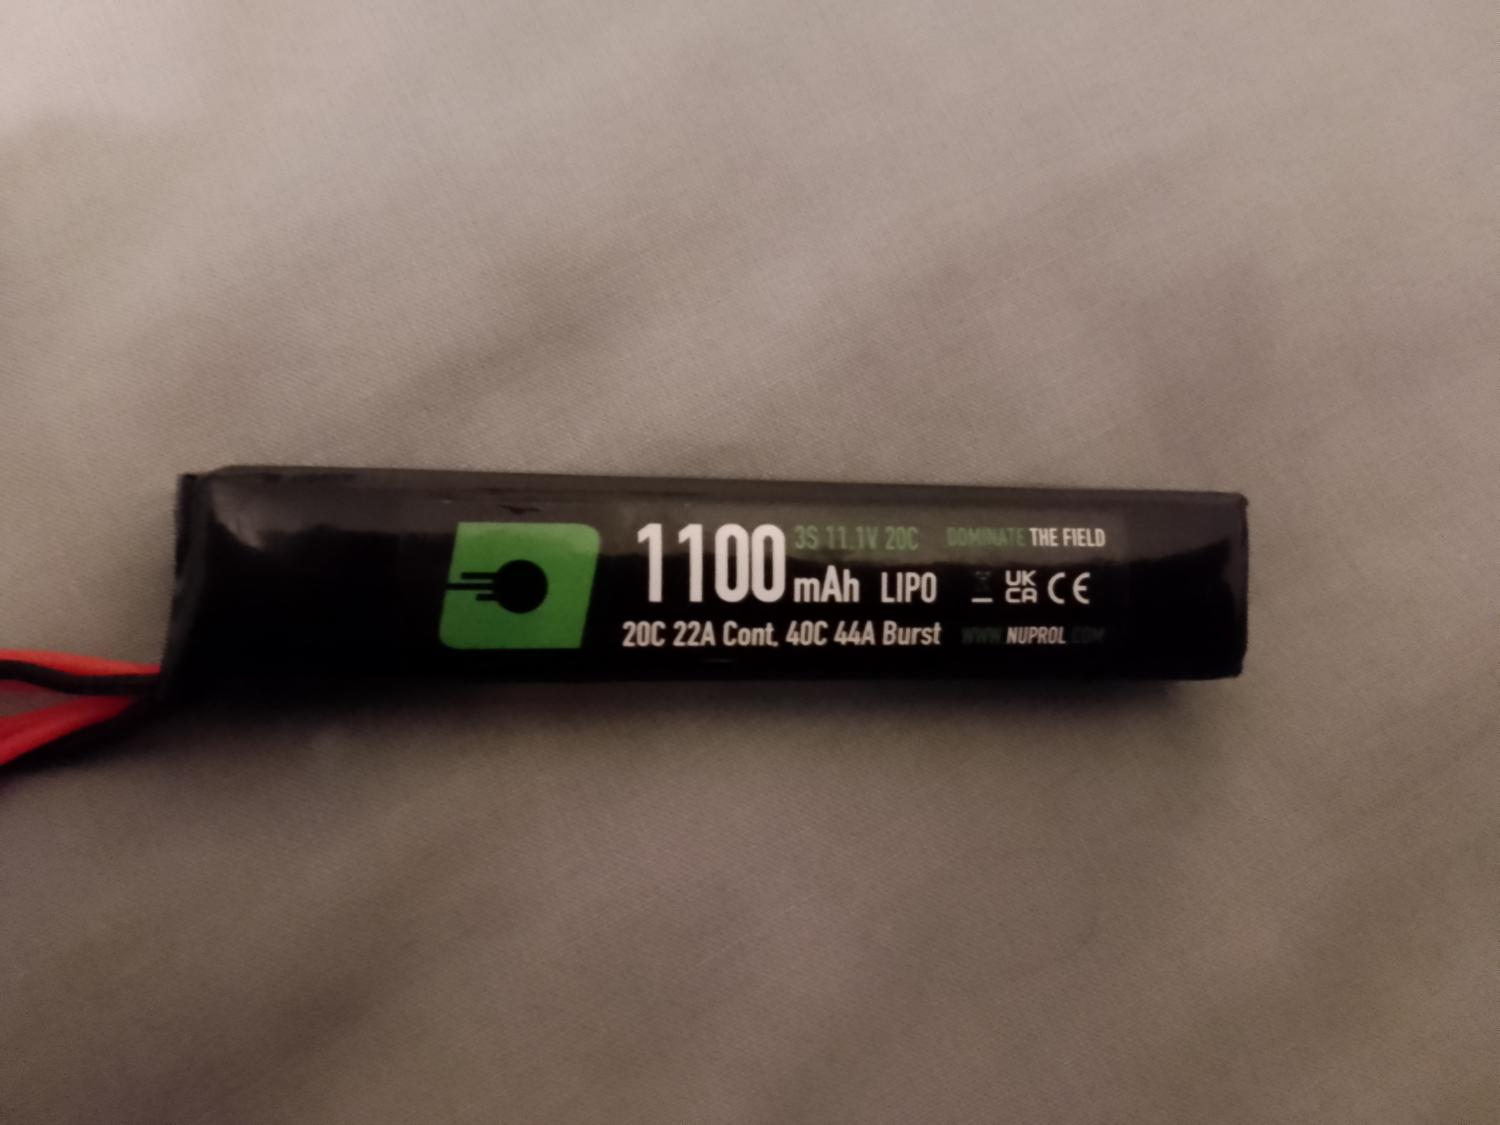 1100 mAh
3S 11.1V 20C
LIPO
20C 22A Cont. 40C 44A Burst
DOMINATE THE FIELD
UK
CA CE
WWW.NUPROL.COM